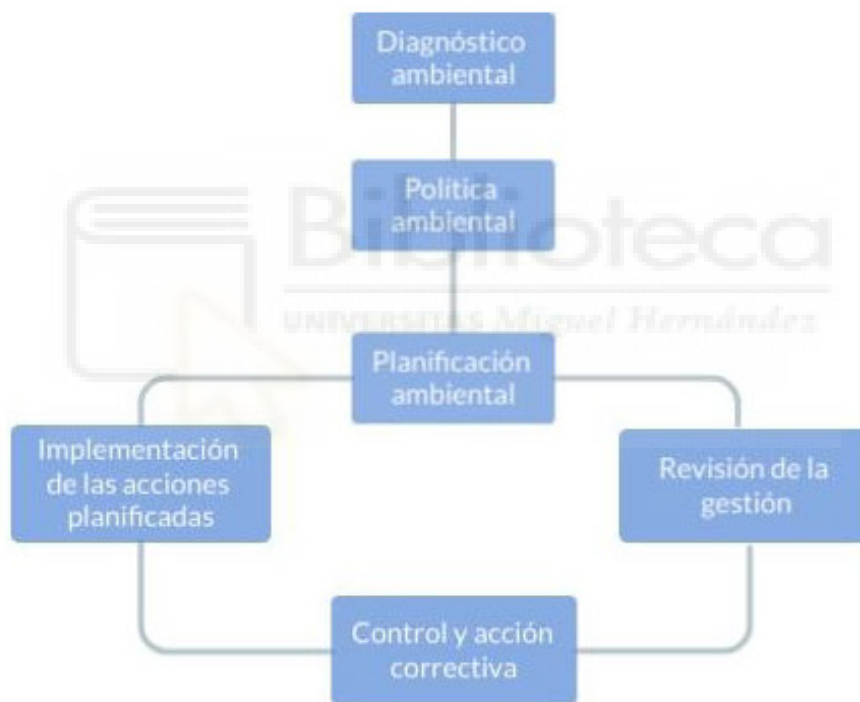 Diagnóstico
ambiental
Política
ambiental
Biblioteca
UNIVERSITAS Miguel Hernández
Planificación
ambiental
Implementación
de las acciones
planificadas
Revisión de la
gestión
Control y acción
correctiva